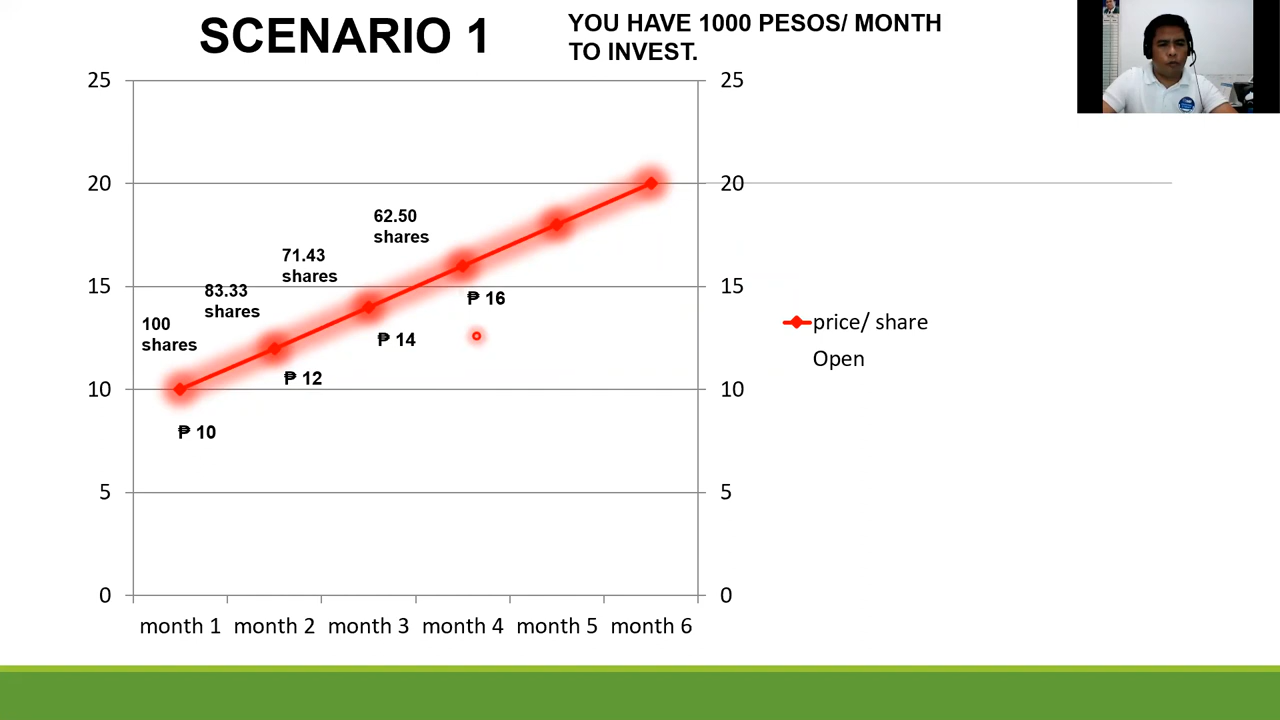 SCENARIO 1
YOU HAVE 1000 PESOS/ MONTH
TO INVEST.
25
25
20
20
62.50
shares
71.43
shares
15
15
83.33
shares
₱ 16
100
shares
₱ 14
price/ share
Open
₱ 12
10
10
₱ 10
5
5
0
0
month 1 month 2 month 3 month 4 month 5 month 6